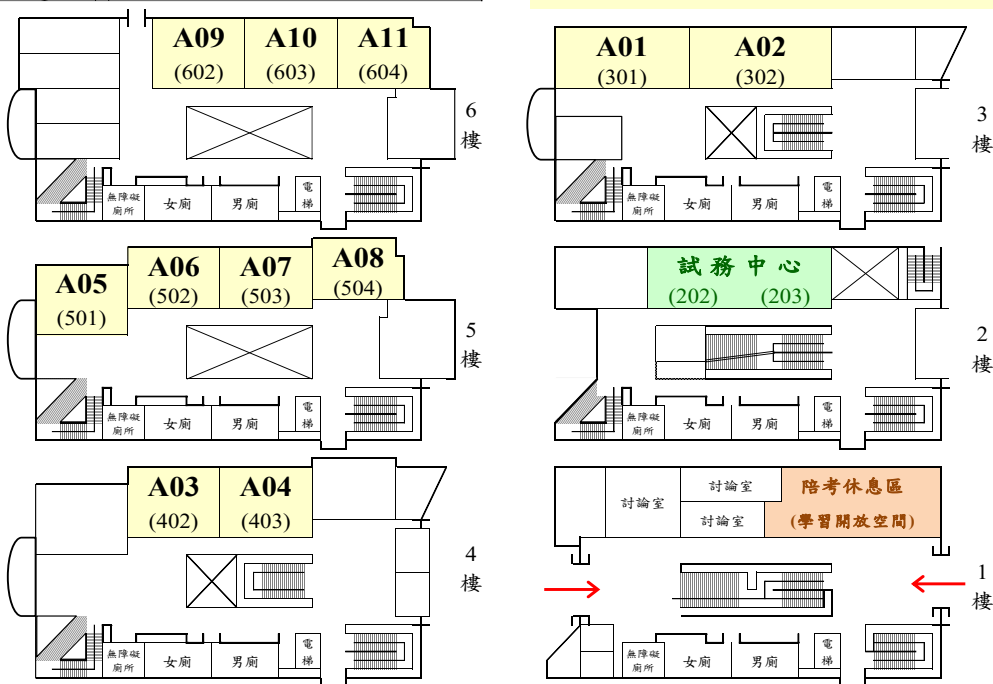 A09 A10 A11
(602) (603) (604)
6
樓
無障礙
廁所
女廁
男廁
電
梯
A05 A06 A07 A08
(501) (502) (503) (504)
5
樓
無障礙
廁所
女廁
男廁
電
梯
A03 A04
(402) (403)
4
樓
無障礙
廁所
女廁
男廁
電
梯
A01 A02
(301) (302)
3
樓
無障礙
廁所
女廁
男廁
電
梯
試務中心
(202) (203)
2
樓
無障礙
廁所
女廁
男廁
電
梯
討論室
討論室
討論室
陪考休息區
(學習開放空間)
1
樓
無障礙
廁所
女廁
男廁
電
梯